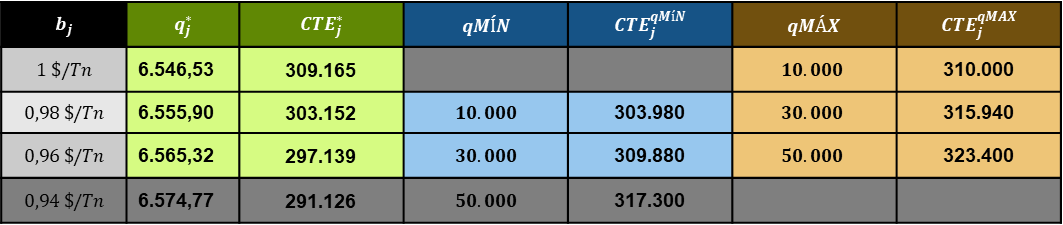 b_j q_j^* CTE_j^* qMÍN CTE_j^{qMíN} qMÁX CTE_j^{qMAX}
1 $/Tn 6.546,53 309.165 10.000 310.000
0,98 $/Tn 6.555,90 303.152 10.000 303.980 30.000 315.940
0,96 $/Tn 6.565,32 297.139 30.000 309.880 50.000 323.400
0,94 $/Tn 6.574,77 291.126 50.000 317.300